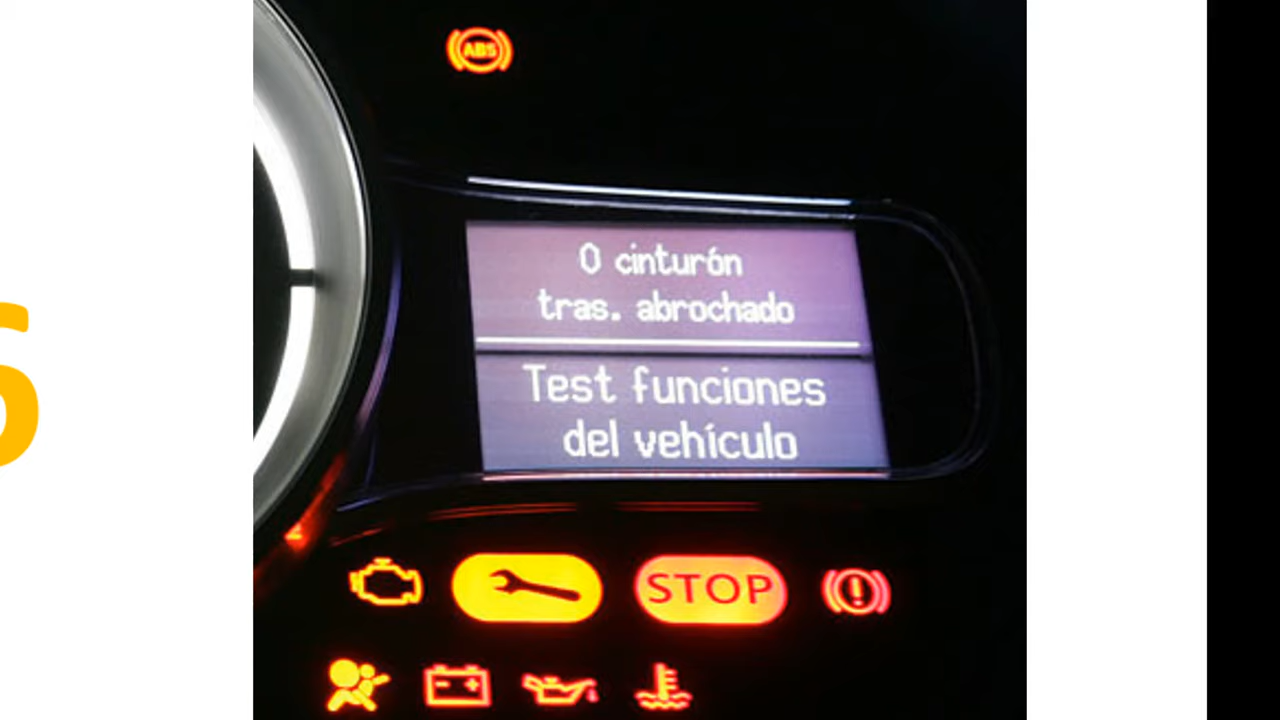 ABS
0 cinturón
tras. abrochado
Test funciones
del vehículo
STOP